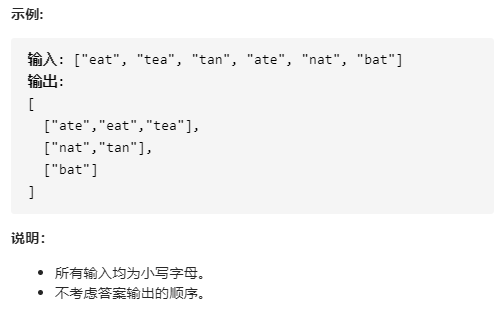 示例:
输入: ["eat", "tea", "tan", "ate", "nat", "bat"]
输出:
[
  ["ate","eat","tea"],
  ["nat","tan"],
  ["bat"]
]
说明：
• 所有输入均为小写字母。
• 不考虑答案输出的顺序。